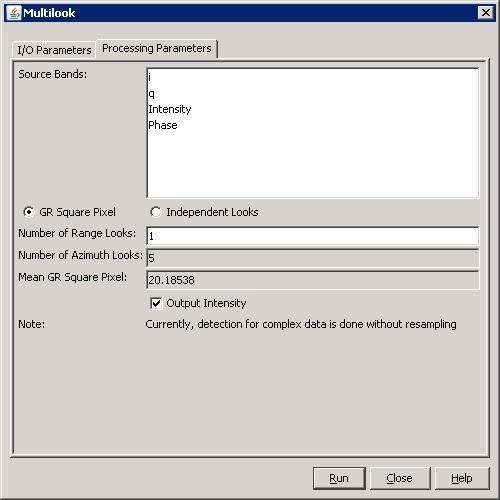 Multilook
I/O Parameters Processing Parameters
Source Bands:
i
q
Intensity
Phase
GR Square Pixel Independent Looks
Number of Range Looks: 1
Number of Azimuth Looks: 5
Mean GR Square Pixel: 20.18538
Output Intensity
Note: Currently, detection for complex data is done without resampling
Run Close Help